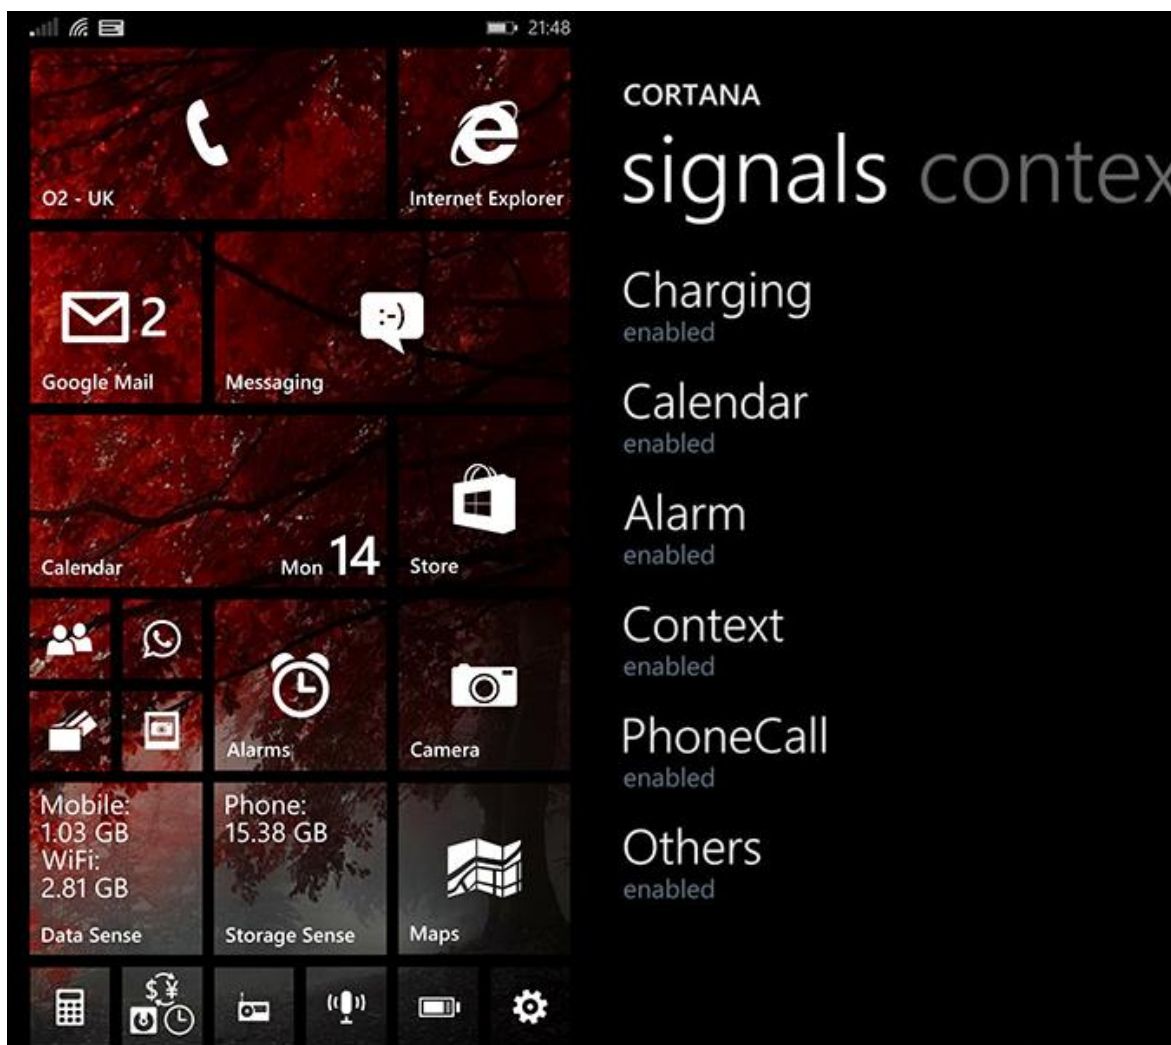 21:48
O2 - UK
Internet Explorer
2
Google Mail
:-)
Messaging
Calendar
Mon 14
Store
Alarms
Camera
Mobile:
1.03 GB
WiFi:
2.81 GB
Data Sense
Phone:
15.38 GB
Storage Sense
Maps
$ ¥
CORTANA
signals contex
Charging
enabled
Calendar
enabled
Alarm
enabled
Context
enabled
PhoneCall
enabled
Others
enabled